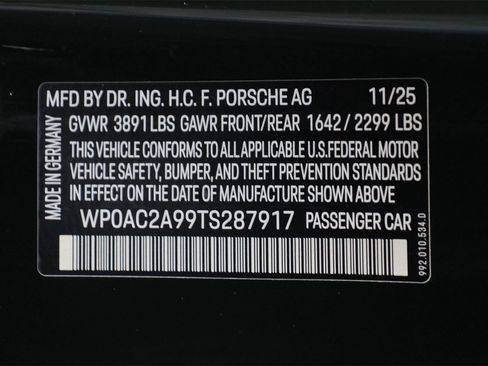 MFD BY DR. ING. H.C. F. PORSCHE AG 11/25
GVWR 3891 LBS GAWR FRONT/REAR 1642 / 2299 LBS
THIS VEHICLE CONFORMS TO ALL APPLICABLE U.S.FEDERAL MOTOR
VEHICLE SAFETY, BUMPER, AND THEFT PREVENTION STANDARDS
IN EFFECT ON THE DATE OF MANUFACTURE SHOWN ABOVE
WP0AC2A99TS287917 PASSENGER CAR
MADE IN GERMANY
992.010.534.D